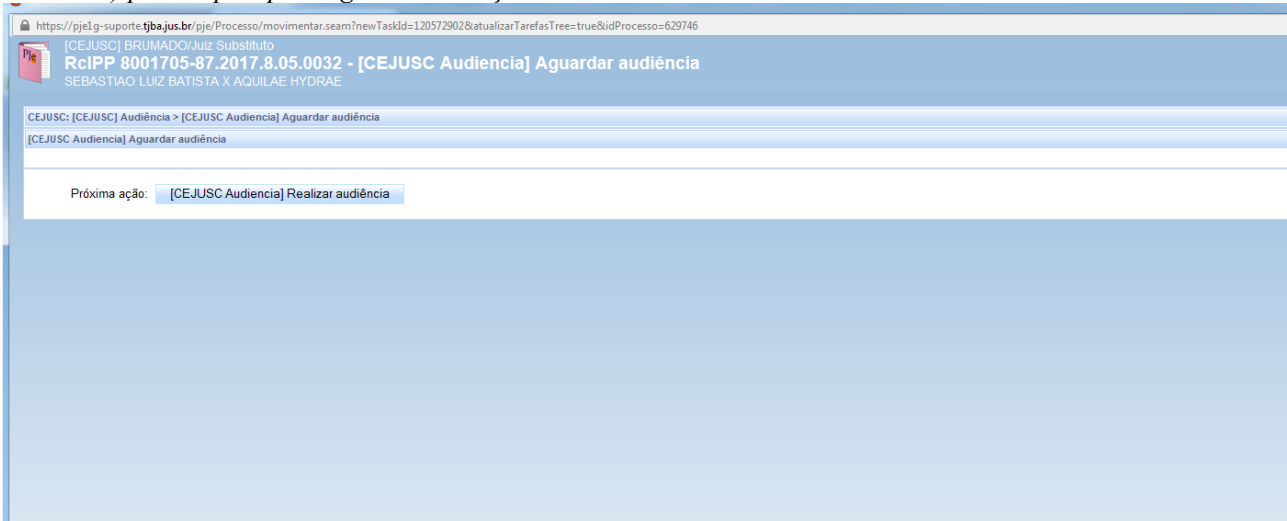 https://pje1g-suporte.tjba.jus.br/pje/Processo/movimentar.seam?newTaskId=120572902&atualizarTarefasTree=true&idProcesso=629746
PJe
[CEJUSC] BRUMADO/Juiz Substituto
RcIPP 8001705-87.2017.8.05.0032 - [CEJUSC Audiencia] Aguardar audiência
SEBASTIAO LUIZ BATISTA X AQUILAE HYDRAE
CEJUSC: [CEJUSC] Audiência > [CEJUSC Audiencia] Aguardar audiência
[CEJUSC Audiencia] Aguardar audiência
Próxima ação: [CEJUSC Audiencia] Realizar audiência